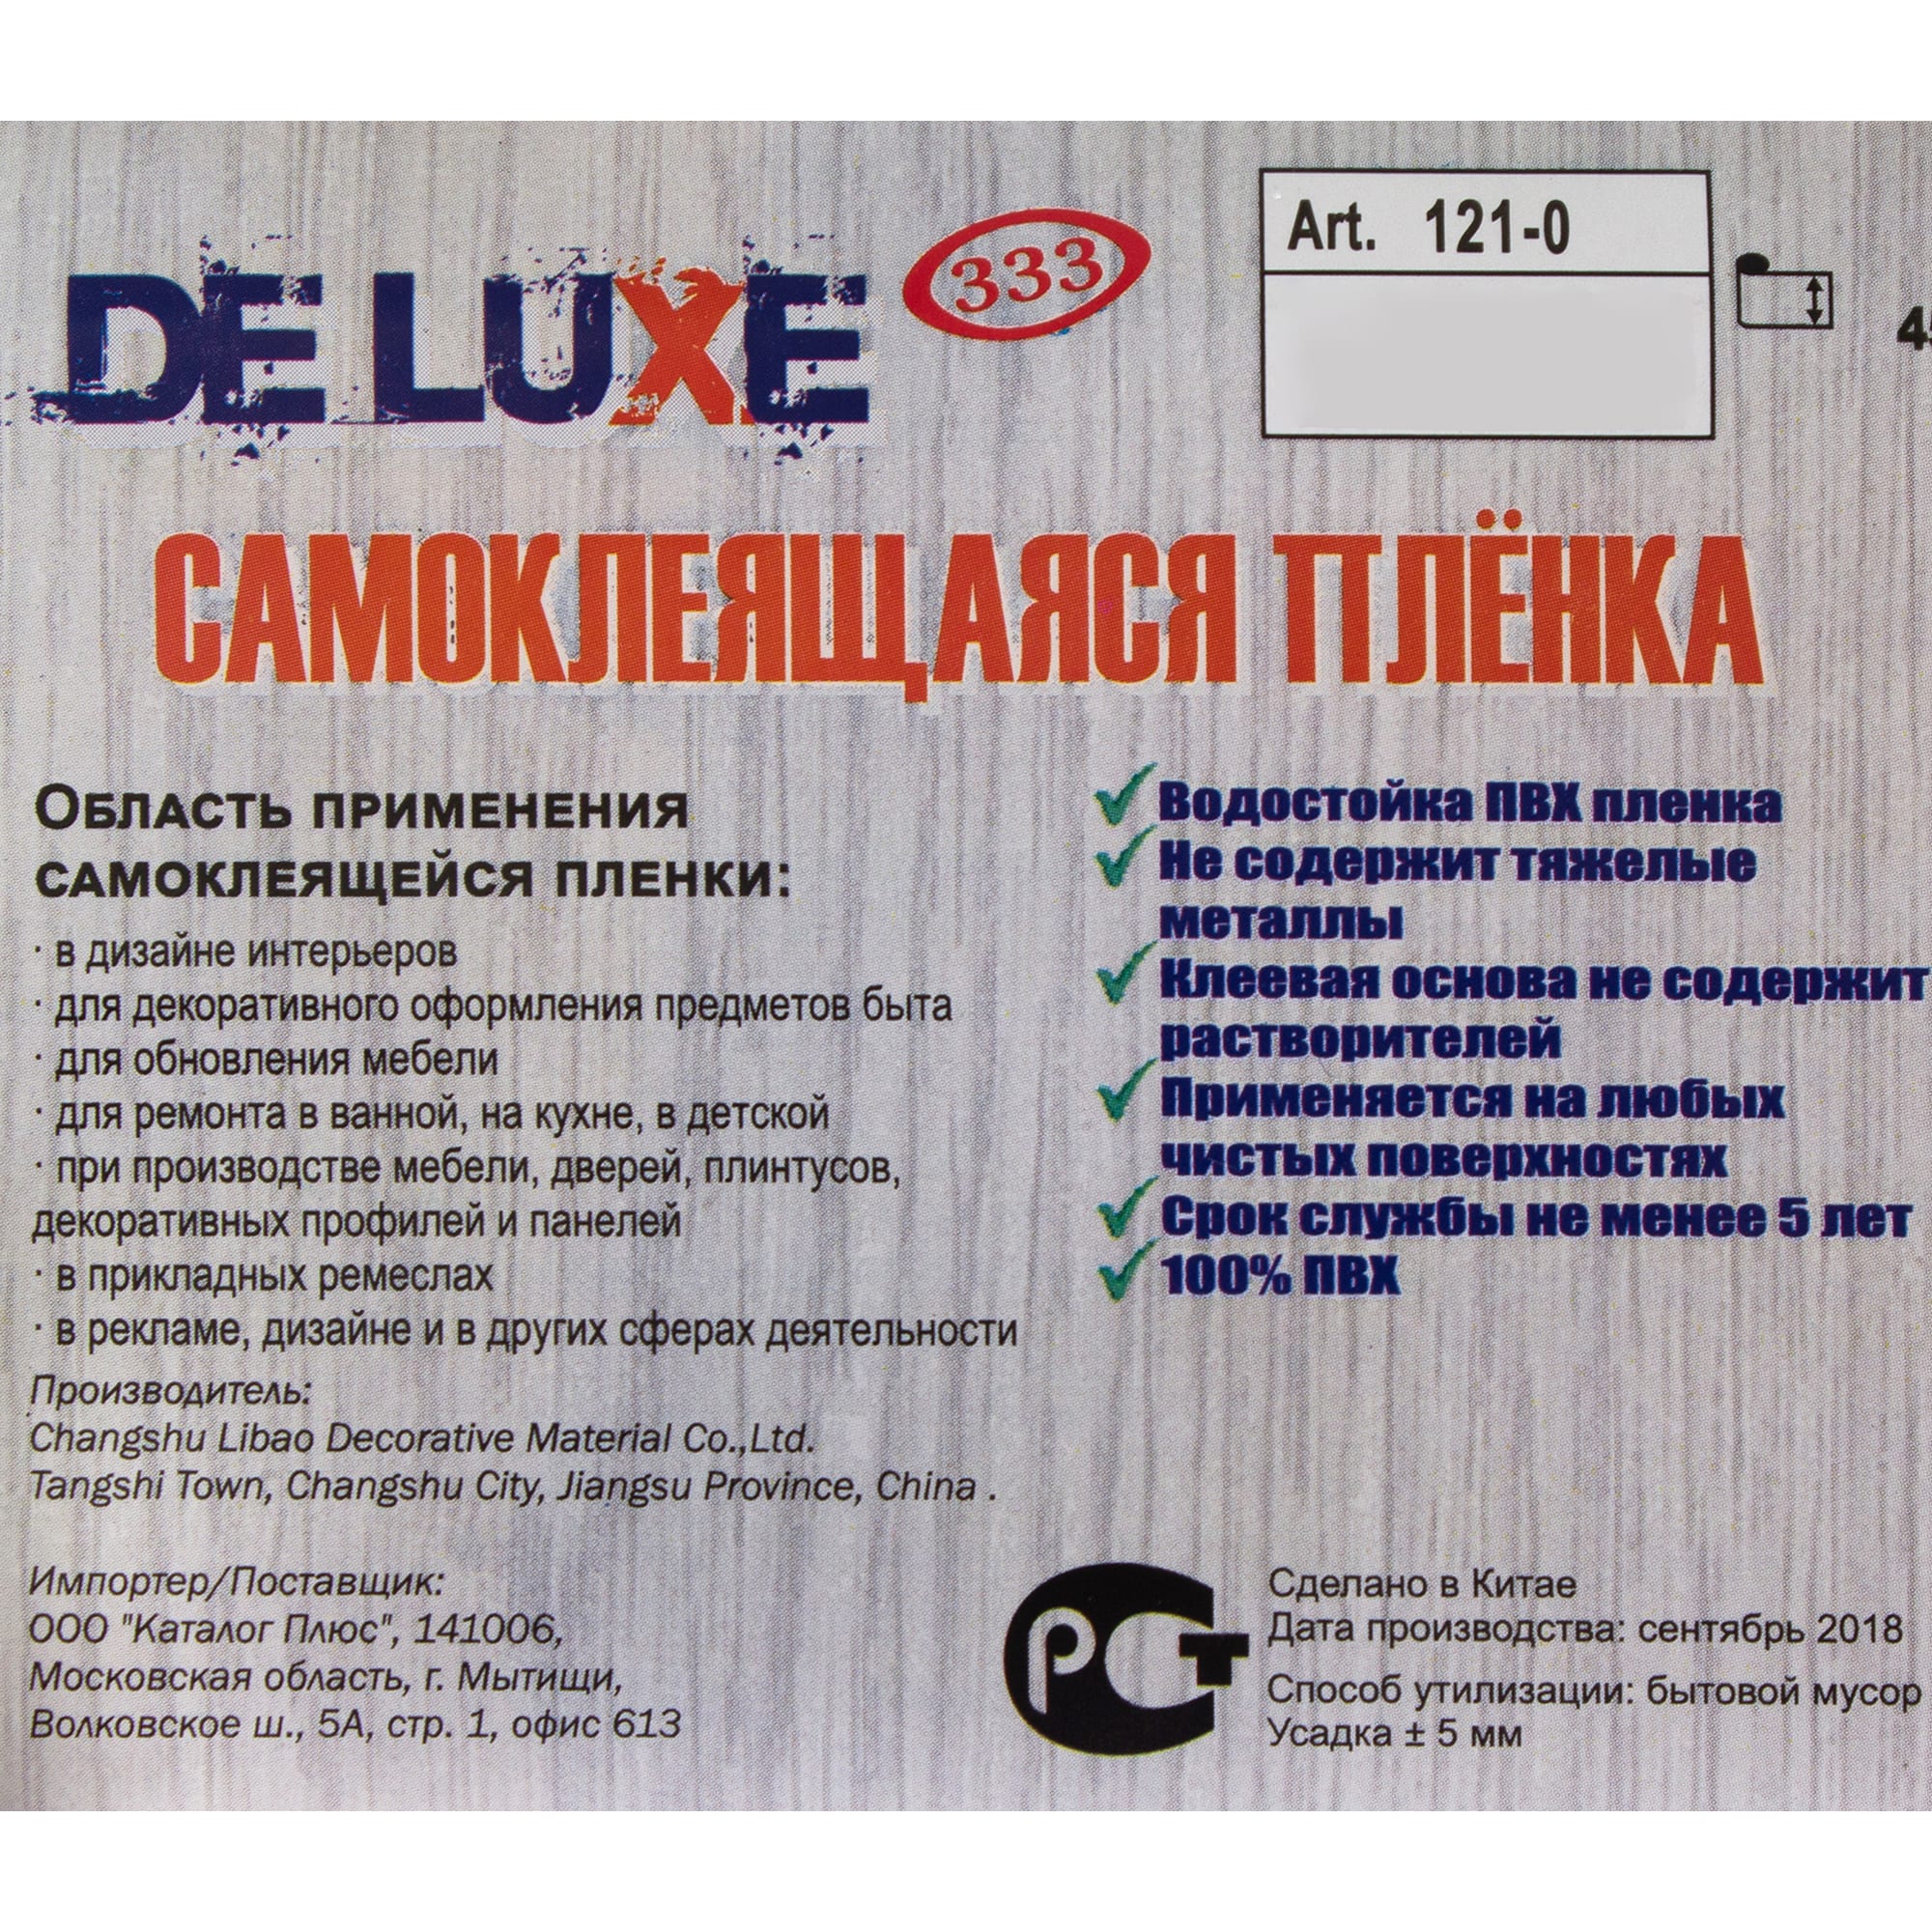 DE LUXE
333
Art. 121-0
САМОКЛЕЯЩАЯСЯ ПЛЁНКА
ОБЛАСТЬ ПРИМЕНЕНИЯ
САМОКЛЕЯЩЕЙСЯ ПЛЕНКИ:
· в дизайне интерьеров
· для декоративного оформления предметов быта
· для обновления мебели
· для ремонта в ванной, на кухне, в детской
· при производстве мебели, дверей, плинтусов,
декоративных профилей и панелей
· в прикладных ремеслах
· в рекламе, дизайне и в других сферах деятельности
Водостойка ПВХ пленка
Не содержит тяжелые
металлы
Клеевая основа не содержит
растворителей
Применяется на любых
чистых поверхностях
Срок службы не менее 5 лет
100% ПВХ
Производитель:
Changshu Libao Decorative Material Co.,Ltd.
Tangshi Town, Changshu City, Jiangsu Province, China .
Импортер/Поставщик:
ООО "Каталог Плюс", 141006,
Московская область, г. Мытищи,
Волковское ш., 5А, стр. 1, офис 613
РСТ
Сделано в Китае
Дата производства: сентябрь 2018
Способ утилизации: бытовой мусор
Усадка ± 5 мм